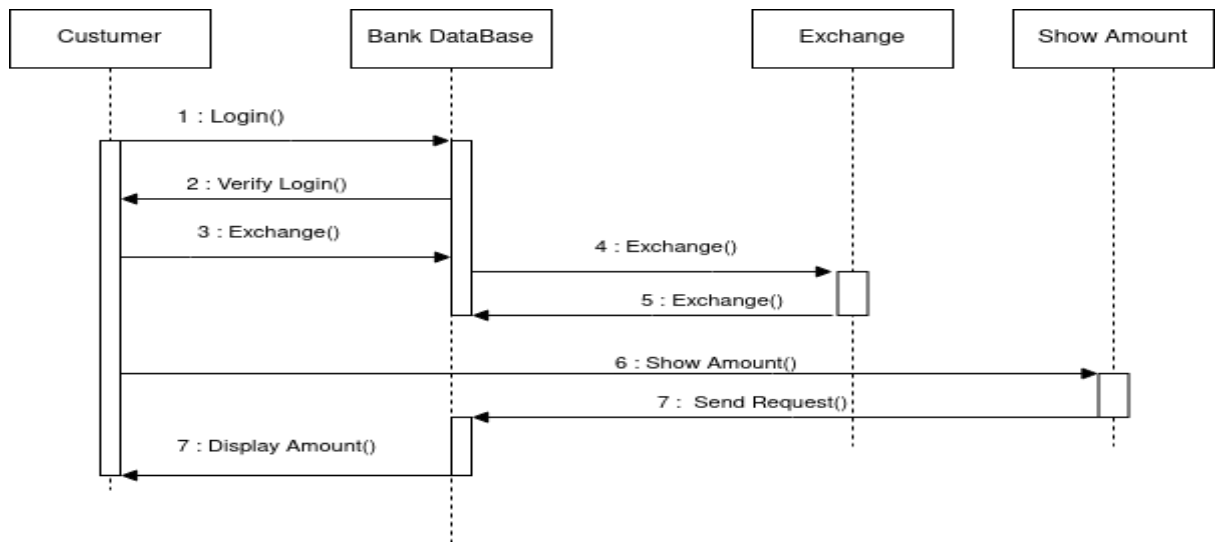 Custumer
Bank DataBase
Exchange
Show Amount
1 : Login()
2 : Verify Login()
3 : Exchange()
4 : Exchange()
5 : Exchange()
6 : Show Amount()
7 :  Send Request()
7 : Display Amount()